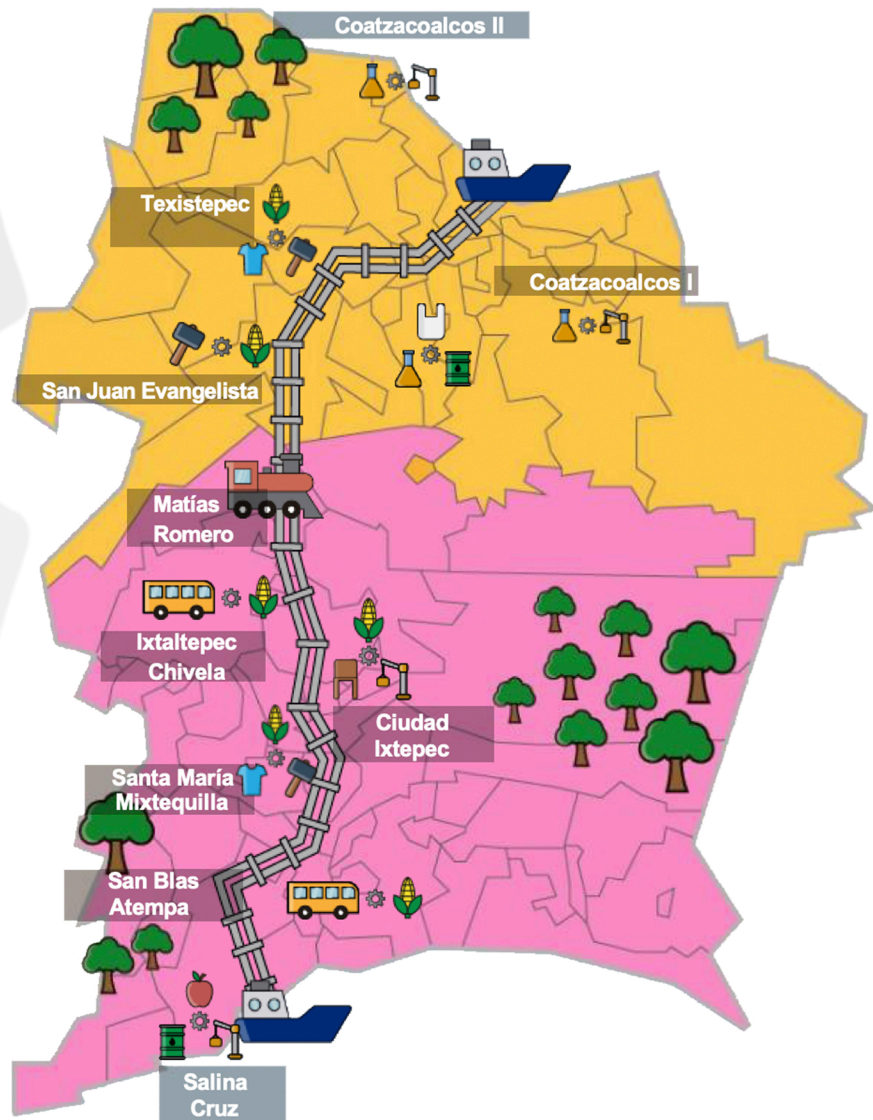 Coatzacoalcos II
Texistepec
Coatzacoalcos I
San Juan Evangelista
Matías
Romero
Ixtaltepec
Chivela
Ciudad
Ixtepec
Santa María
Mixtequilla
San Blas
Atempa
Salina
Cruz